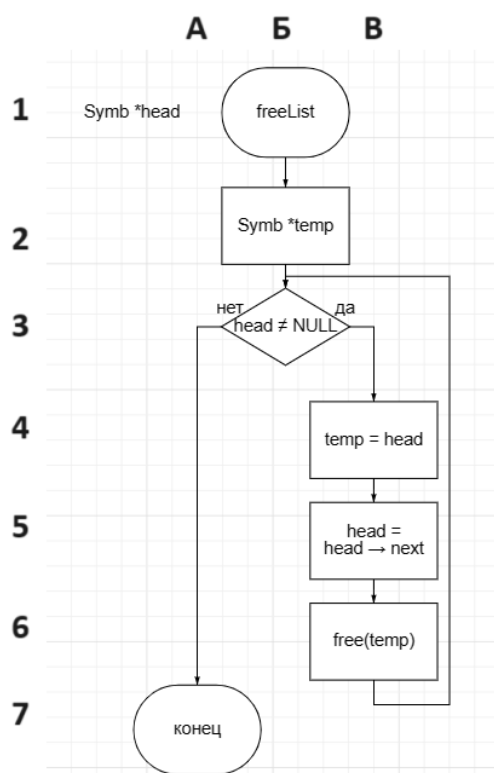 А Б В
1
Symb *head
freeList
2
Symb *temp
3
нет
да
head ≠ NULL
4
temp = head
5
head =
head → next
6
free(temp)
7
конец